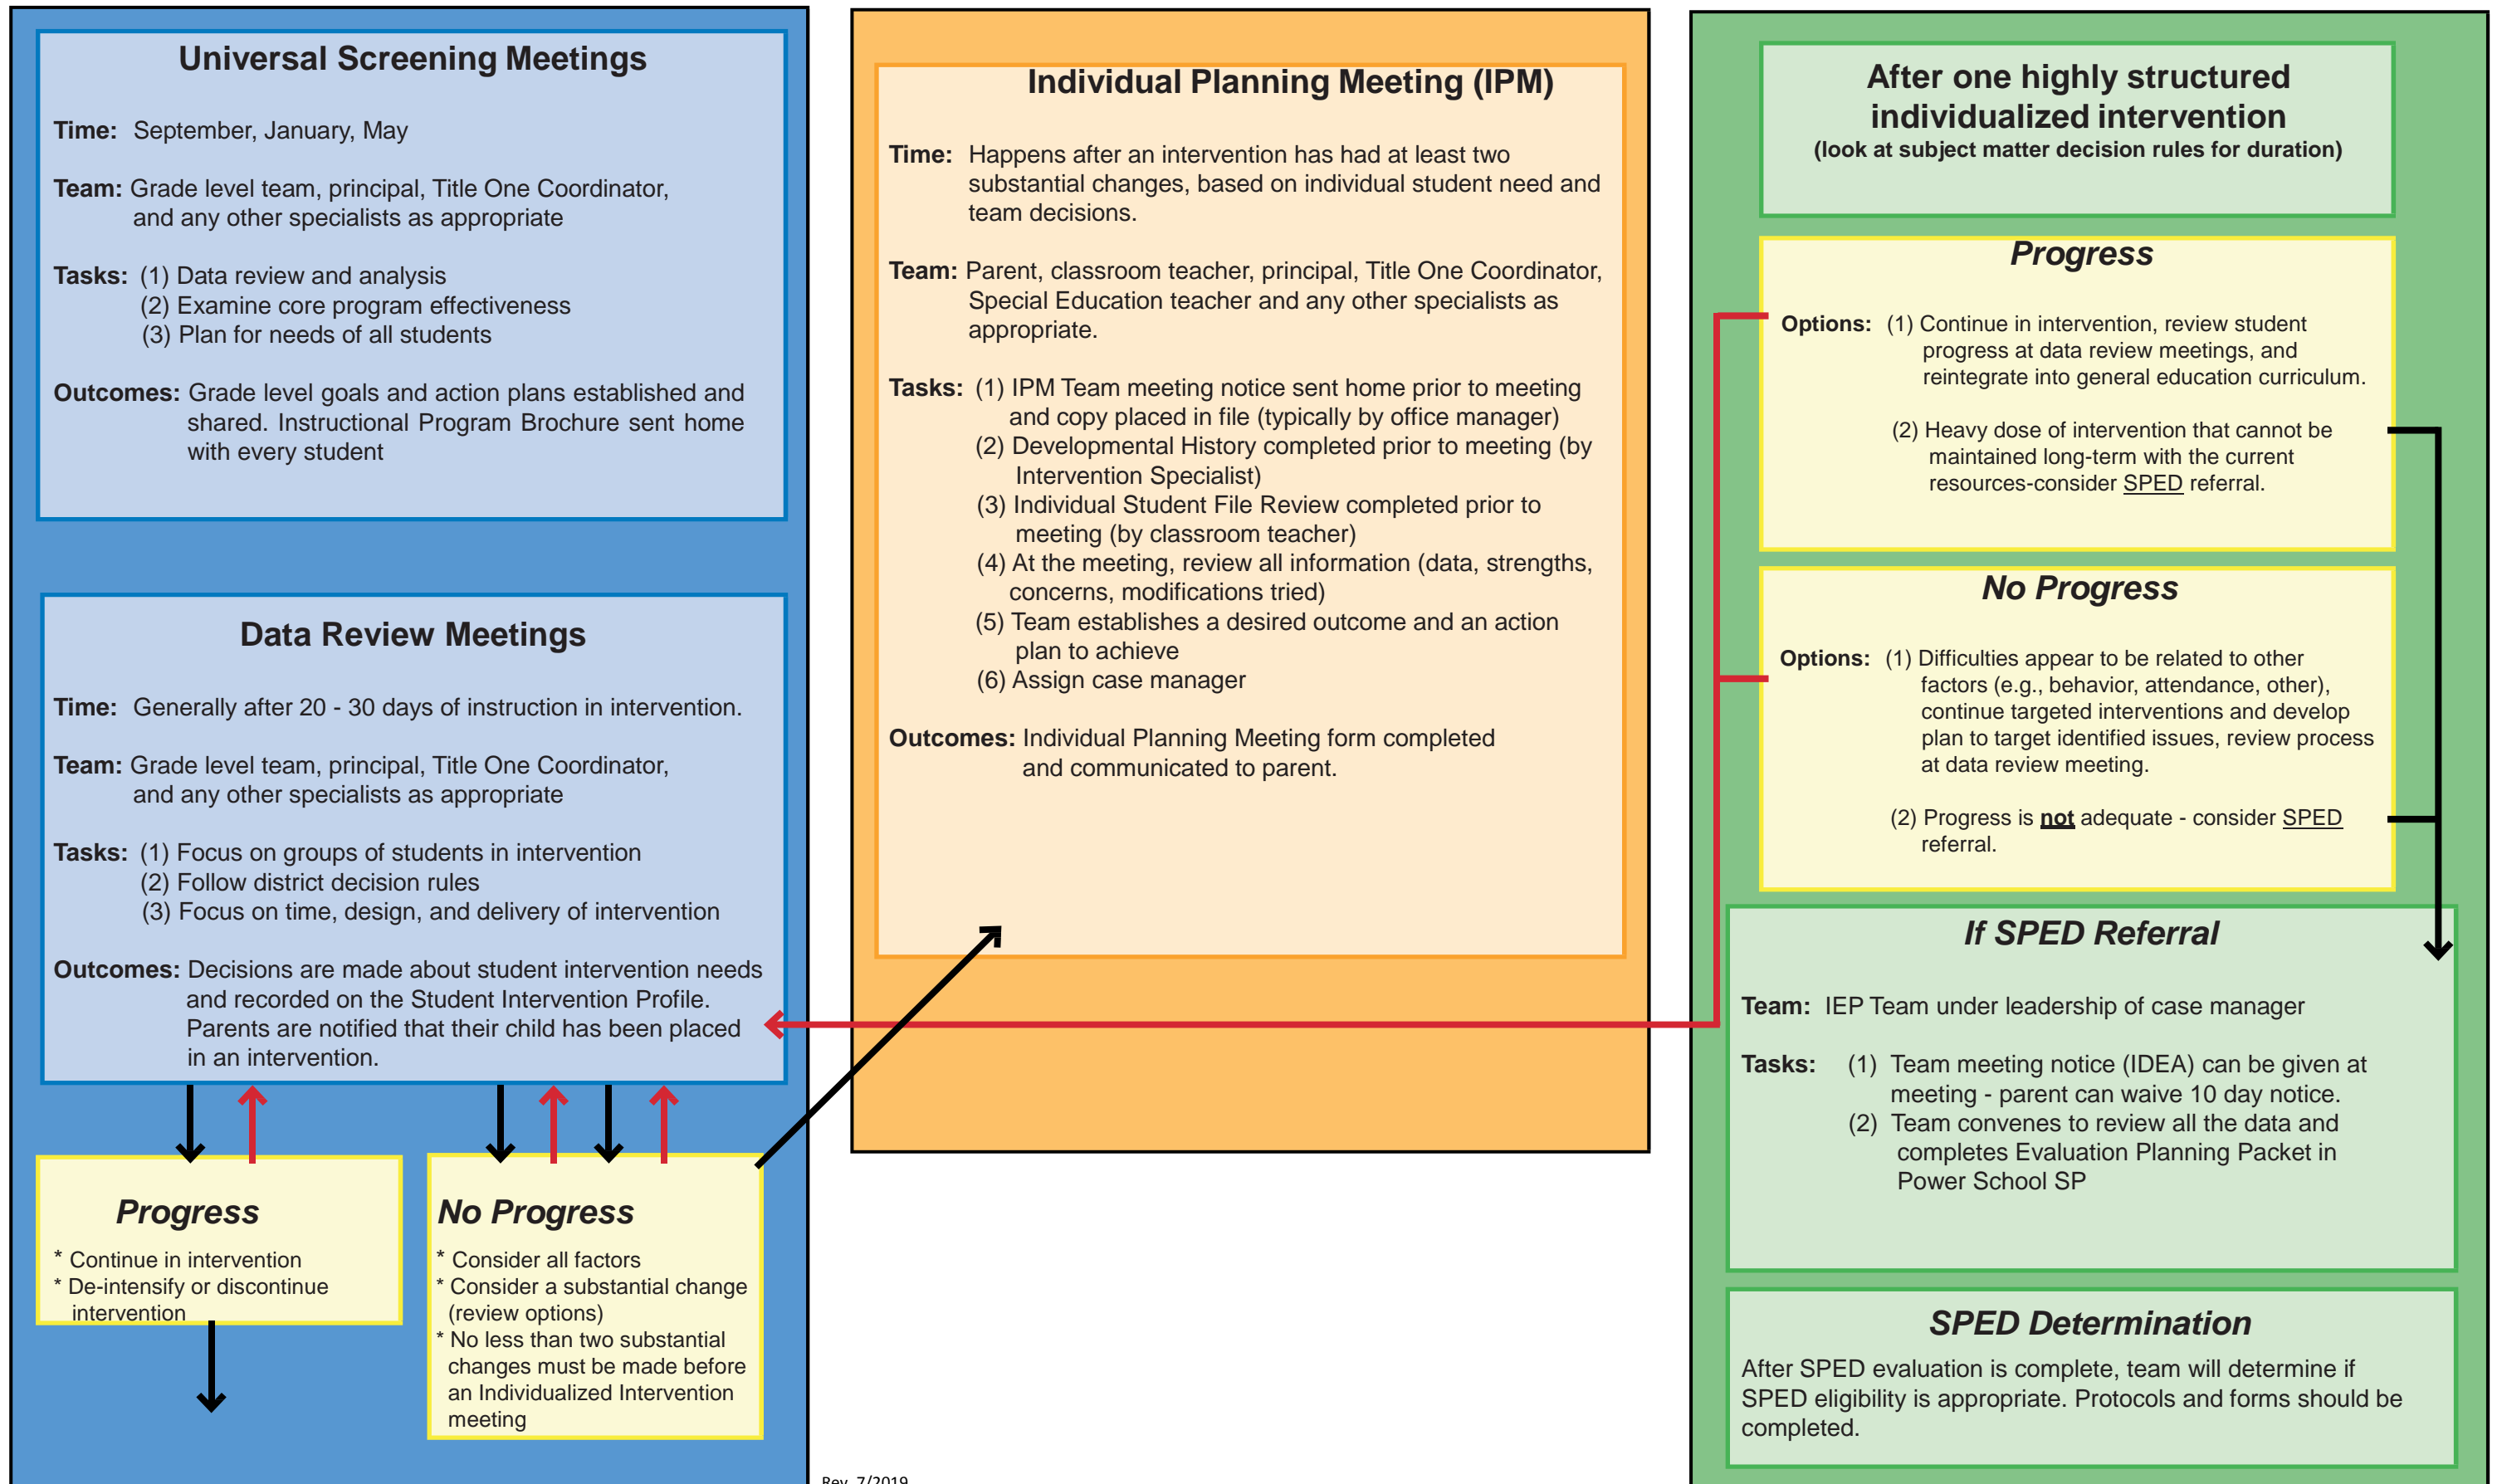 Universal Screening Meetings
Time: September, January, May
Team: Grade level team, principal, Title One Coordinator,
and any other specialists as appropriate
Tasks: (1) Data review and analysis
(2) Examine core program effectiveness
(3) Plan for needs of all students
Outcomes: Grade level goals and action plans established and
shared. Instructional Program Brochure sent home
with every student
Data Review Meetings
Time: Generally after 20 - 30 days of instruction in intervention.
Team: Grade level team, principal, Title One Coordinator,
and any other specialists as appropriate
Tasks: (1) Focus on groups of students in intervention
(2) Follow district decision rules
(3) Focus on time, design, and delivery of intervention
Outcomes: Decisions are made about student intervention needs
and recorded on the Student Intervention Profile.
Parents are notified that their child has been placed
in an intervention.
Progress
* Continue in intervention
* De-intensify or discontinue
intervention
No Progress
* Consider all factors
* Consider a substantial change
(review options)
* No less than two substantial
changes must be made before
an Individualized Intervention
meeting
Individual Planning Meeting (IPM)
Time: Happens after an intervention has had at least two
substantial changes, based on individual student need and
team decisions.
Team: Parent, classroom teacher, principal, Title One Coordinator,
Special Education teacher and any other specialists as
appropriate.
Tasks: (1) IPM Team meeting notice sent home prior to meeting
and copy placed in file (typically by office manager)
(2) Developmental History completed prior to meeting (by
Intervention Specialist)
(3) Individual Student File Review completed prior to
meeting (by classroom teacher)
(4) At the meeting, review all information (data, strengths,
concerns, modifications tried)
(5) Team establishes a desired outcome and an action
plan to achieve
(6) Assign case manager
Outcomes: Individual Planning Meeting form completed
and communicated to parent.
Rev. 7/2019
After one highly structured
individualized intervention
(look at subject matter decision rules for duration)
Progress
Options: (1) Continue in intervention, review student
progress at data review meetings, and
reintegrate into general education curriculum.
(2) Heavy dose of intervention that cannot be
maintained long-term with the current
resources-consider SPED referral.
No Progress
Options: (1) Difficulties appear to be related to other
factors (e.g., behavior, attendance, other),
continue targeted interventions and develop
plan to target identified issues, review process
at data review meeting.
(2) Progress is not adequate - consider SPED
referral.
If SPED Referral
Team: IEP Team under leadership of case manager
Tasks: (1) Team meeting notice (IDEA) can be given at
meeting - parent can waive 10 day notice.
(2) Team convenes to review all the data and
completes Evaluation Planning Packet in
Power School SP
SPED Determination
After SPED evaluation is complete, team will determine if
SPED eligibility is appropriate. Protocols and forms should be
completed.